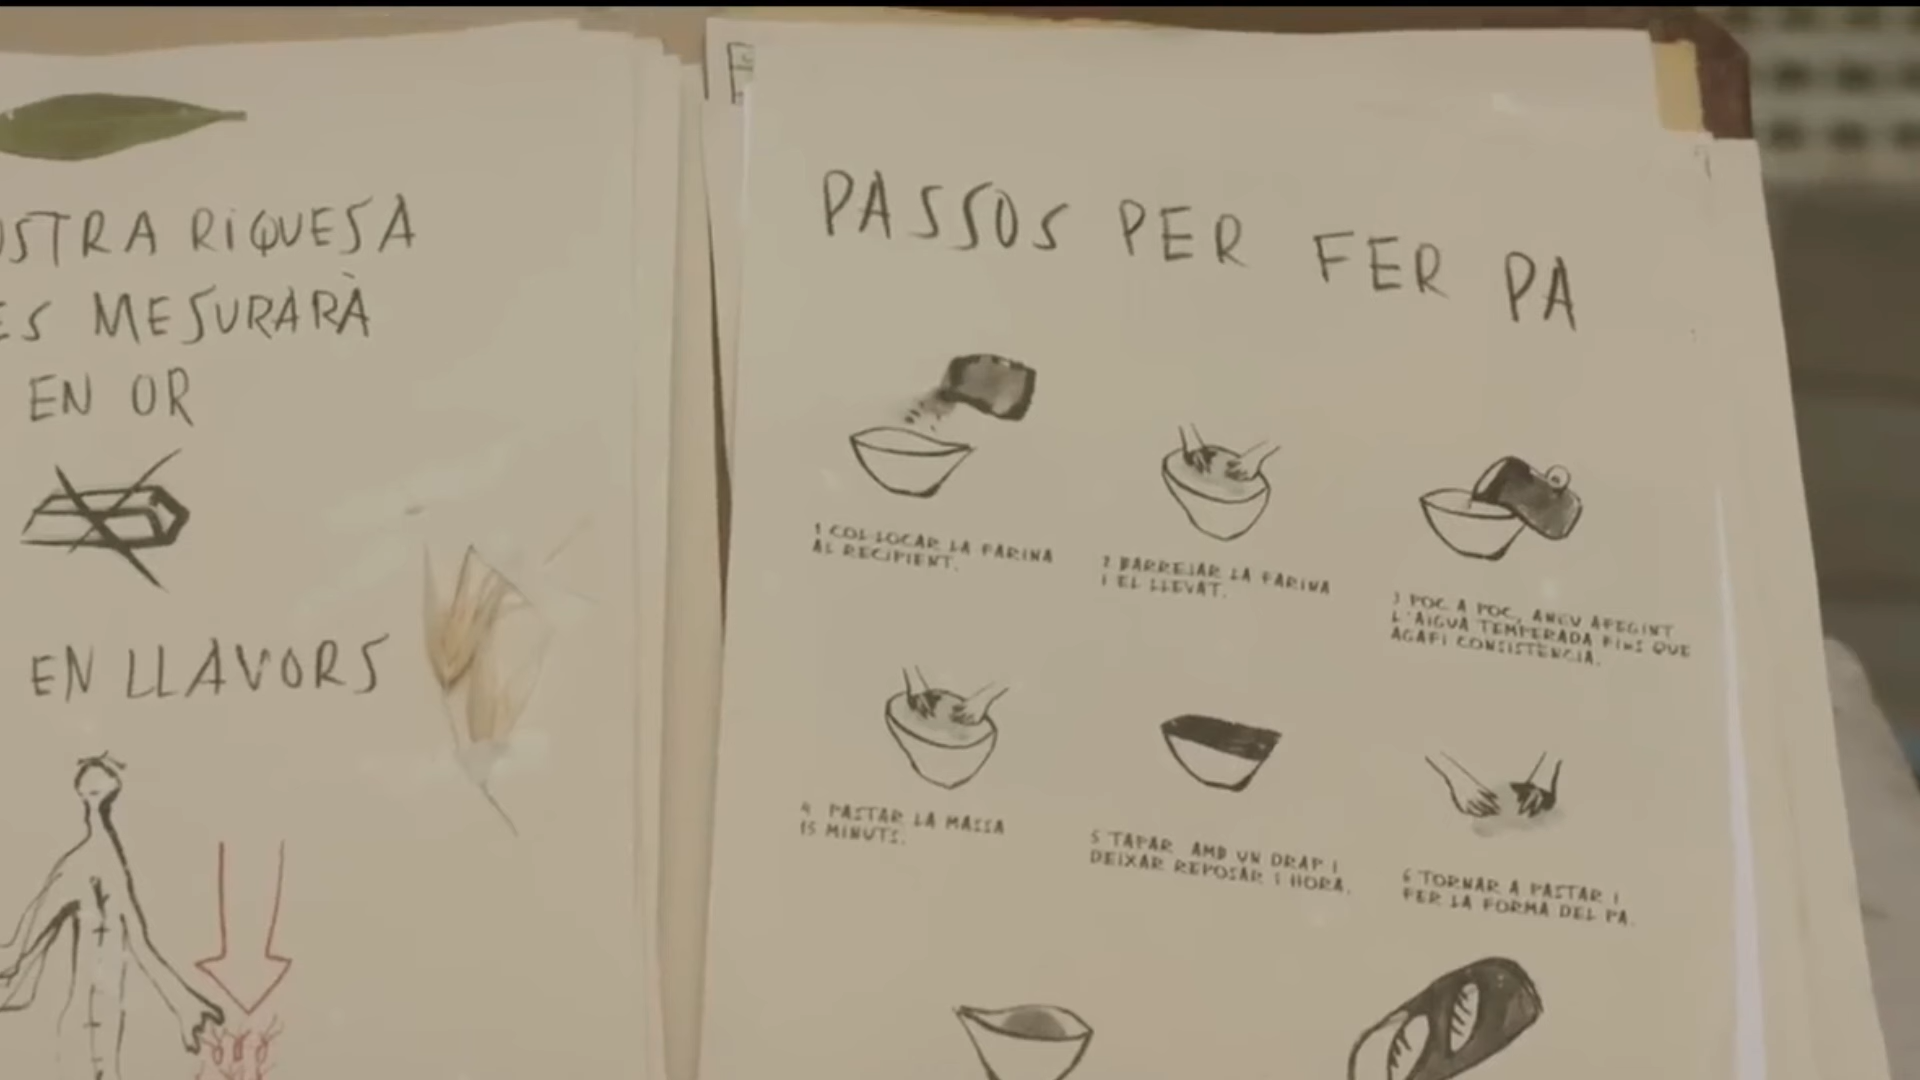 RIQUESA
ES MESURARÀ
EN OR
EN LLAVORS
PASSOS PER FER PA
1 COL·LOCAR LA FARINA
AL RECIPIENT.
2 BARREJAR LA FARINA
I EL LLEVAT.
3 POC A POC, ANEU AFEGINT
L'AIGUA TEMPERADA FINS QUE
AGAFI CONSISTÈNCIA.
4 PASTAR LA MASSA
15 MINUTS.
5 TAPAR AMB UN DRAP I
DEIXAR REPOSAR 1 HORA.
6 TORNAR A PASTAR I
FER LA FORMA DEL PA.